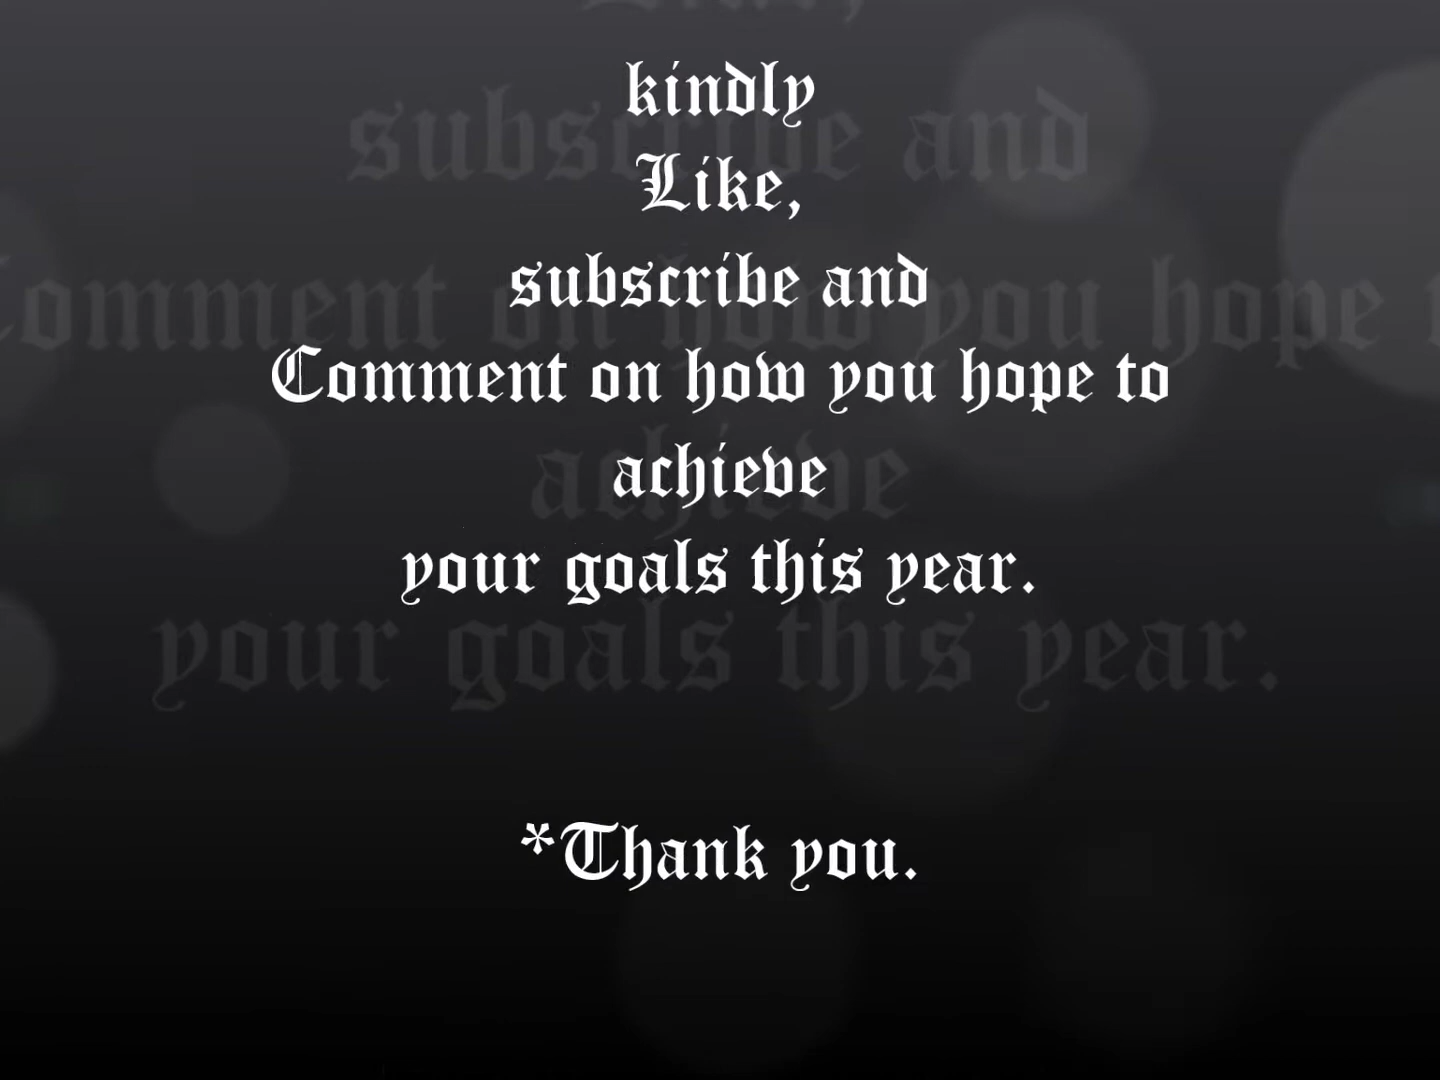 kindly
Like,
subscribe and
Comment on how you hope to
achieve
your goals this year.
*Thank you.